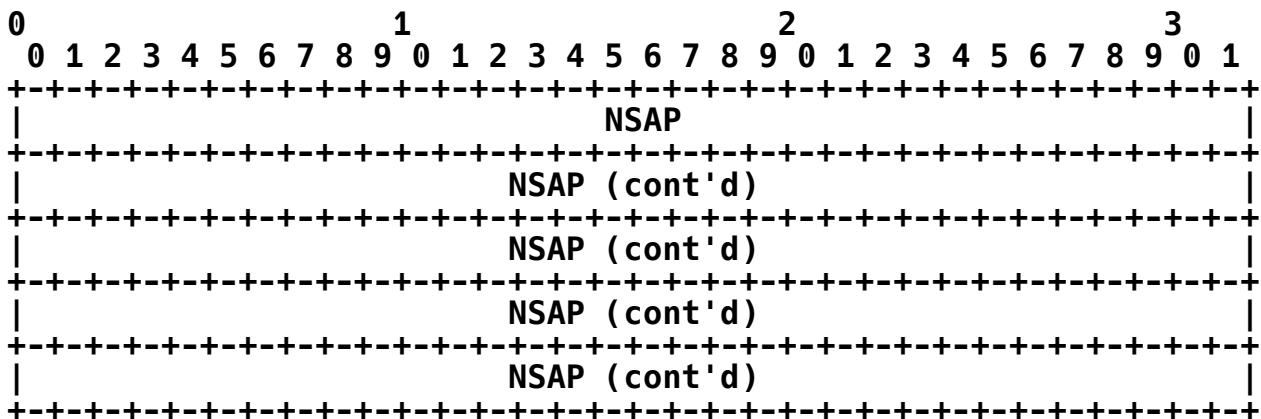 0                   1                   2                   3
 0 1 2 3 4 5 6 7 8 9 0 1 2 3 4 5 6 7 8 9 0 1 2 3 4 5 6 7 8 9 0 1
+-+-+-+-+-+-+-+-+-+-+-+-+-+-+-+-+-+-+-+-+-+-+-+-+-+-+-+-+-+-+-+-+
|                              NSAP                             |
+-+-+-+-+-+-+-+-+-+-+-+-+-+-+-+-+-+-+-+-+-+-+-+-+-+-+-+-+-+-+-+-+
|                         NSAP (cont'd)                         |
+-+-+-+-+-+-+-+-+-+-+-+-+-+-+-+-+-+-+-+-+-+-+-+-+-+-+-+-+-+-+-+-+
|                         NSAP (cont'd)                         |
+-+-+-+-+-+-+-+-+-+-+-+-+-+-+-+-+-+-+-+-+-+-+-+-+-+-+-+-+-+-+-+-+
|                         NSAP (cont'd)                         |
+-+-+-+-+-+-+-+-+-+-+-+-+-+-+-+-+-+-+-+-+-+-+-+-+-+-+-+-+-+-+-+-+
|                         NSAP (cont'd)                         |
+-+-+-+-+-+-+-+-+-+-+-+-+-+-+-+-+-+-+-+-+-+-+-+-+-+-+-+-+-+-+-+-+